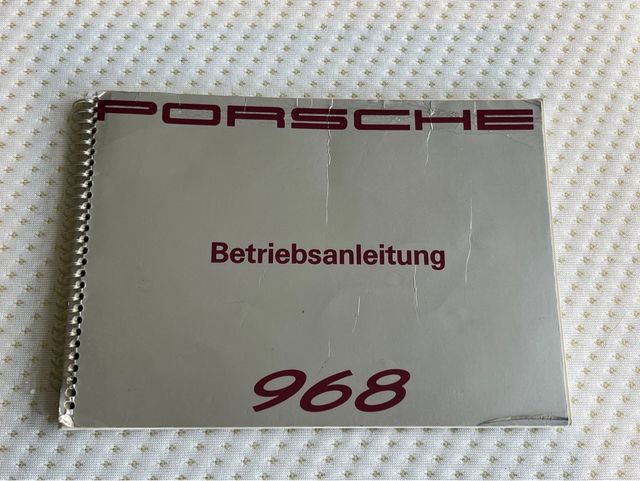 PORSCHE
Betriebsanleitung
968